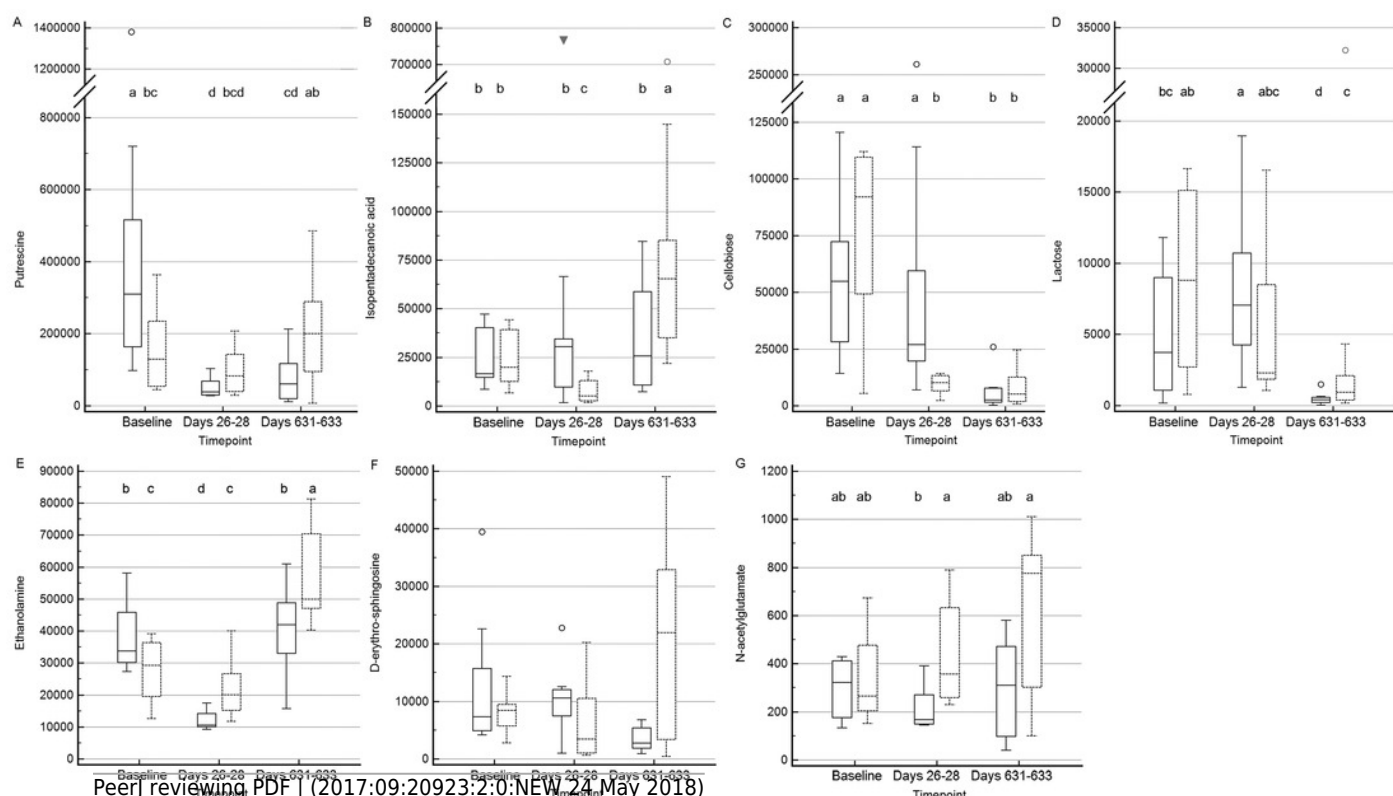 A
1400000
1200000
a bc d bcd cd ab
800000
600000
400000
200000
0
Putrescine
Baseline Days 26-28 Days 631-633
Timepoint
B
800000
700000
b b b c b a
150000
125000
100000
75000
50000
25000
0
Isopentadecanoic acid
Baseline Days 26-28 Days 631-633
Timepoint
C
300000
250000
a a a b b b
125000
100000
75000
50000
25000
0
Cellobiose
Baseline Days 26-28 Days 631-633
Timepoint
D
35000
30000
bc ab a abc d c
20000
15000
10000
5000
0
Lactose
Baseline Days 26-28 Days 631-633
Timepoint
E
90000
80000
70000
60000
50000
40000
30000
20000
10000
0
b c d c b a
Ethanolamine
Baseline Days 26-28 Days 631-633
Timepoint
F
50000
40000
30000
20000
10000
0
D-erythro-sphingosine
Baseline Days 26-28 Days 631-633
Timepoint
G
1200
1000
800
600
400
200
0
ab ab b a ab a
N-acetylglutamate
Baseline Days 26-28 Days 631-633
Timepoint
PeerJ reviewing PDF | (2017:09:20923:2:0:NEW 24 May 2018)